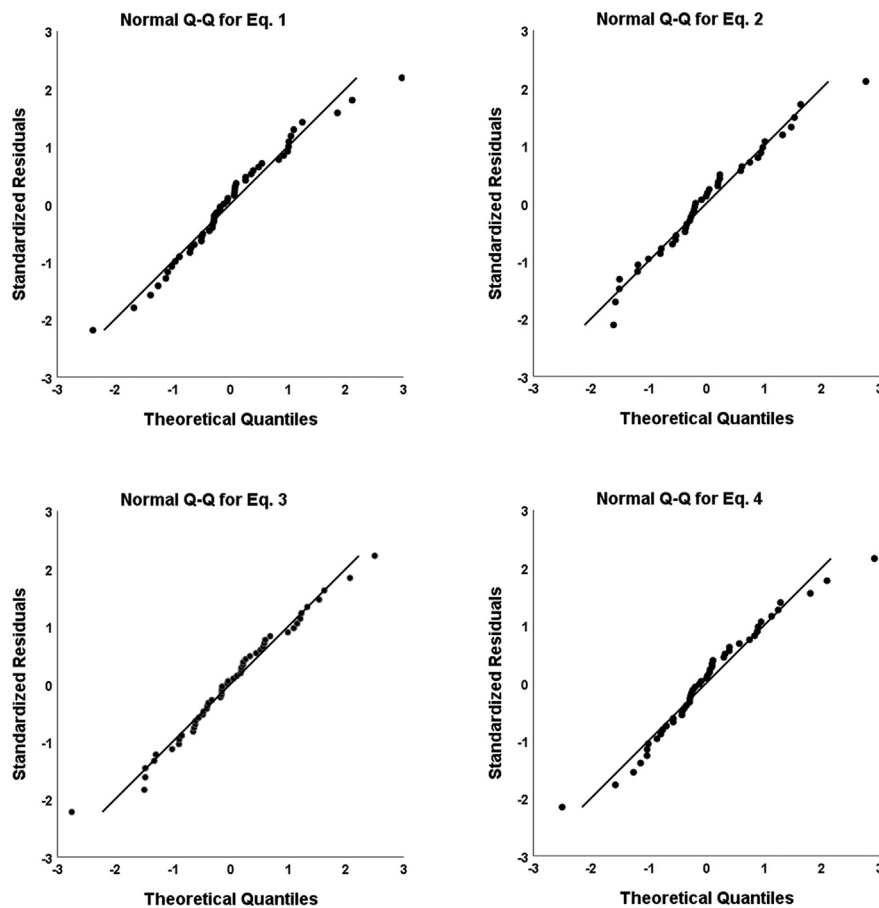 Normal Q-Q for Eq. 1
3
2
1
0
-1
-2
-3
Standardized Residuals
-3 -2 -1 0 1 2 3
Theoretical Quantiles
Normal Q-Q for Eq. 2
3
2
1
0
-1
-2
-3
Standardized Residuals
-3 -2 -1 0 1 2 3
Theoretical Quantiles
Normal Q-Q for Eq. 3
3
2
1
0
-1
-2
-3
Standardized Residuals
-3 -2 -1 0 1 2 3
Theoretical Quantiles
Normal Q-Q for Eq. 4
3
2
1
0
-1
-2
-3
Standardized Residuals
-3 -2 -1 0 1 2 3
Theoretical Quantiles